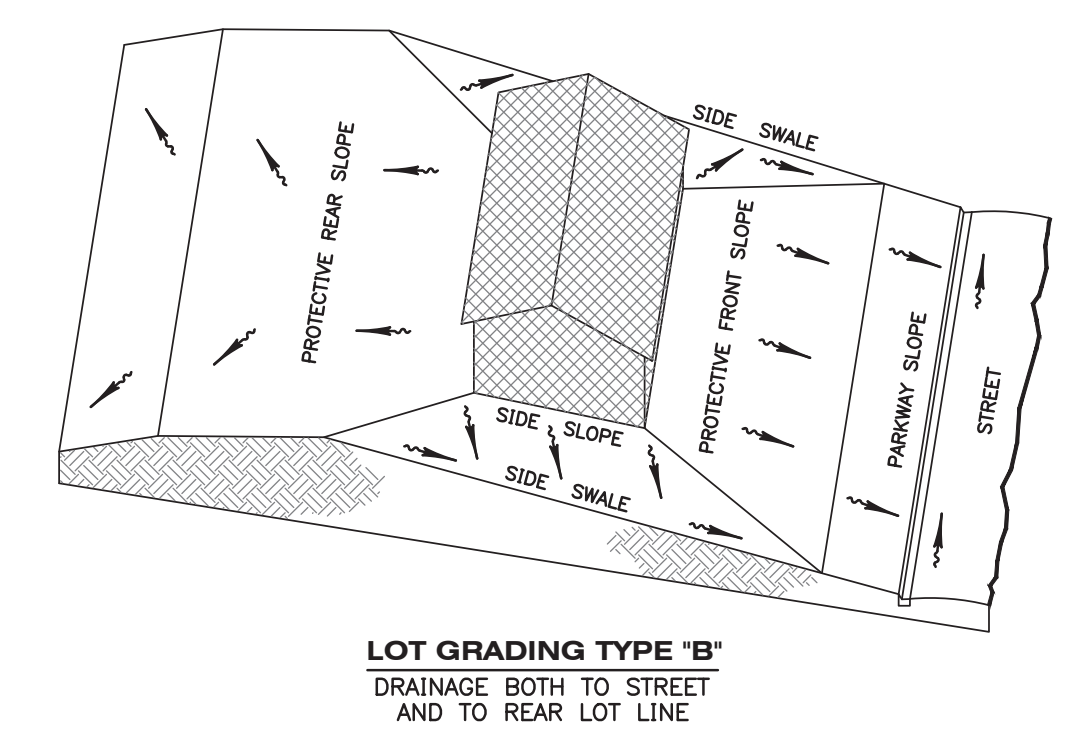 SIDE SWALE
PROTECTIVE REAR SLOPE
PROTECTIVE FRONT SLOPE
PARKWAY SLOPE
STREET
SIDE SLOPE
SIDE SWALE
LOT GRADING TYPE "B"
DRAINAGE BOTH TO STREET
AND TO REAR LOT LINE